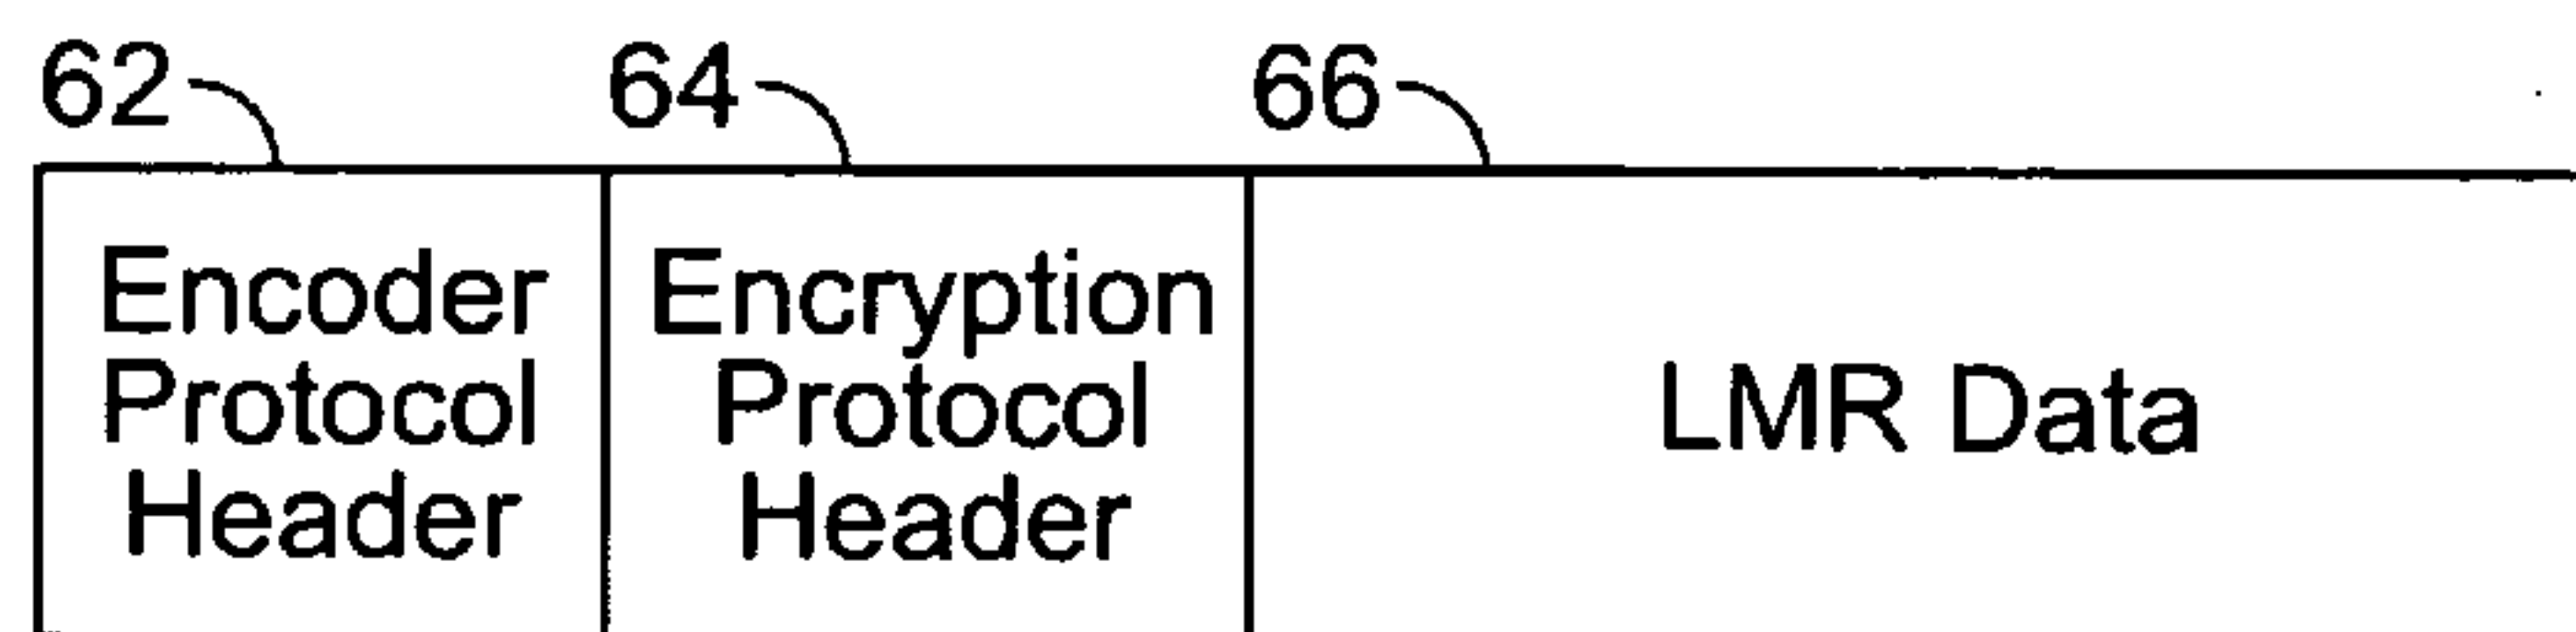 62 64 66
Encoder Encryption
Protocol Protocol LMR Data
Header Header